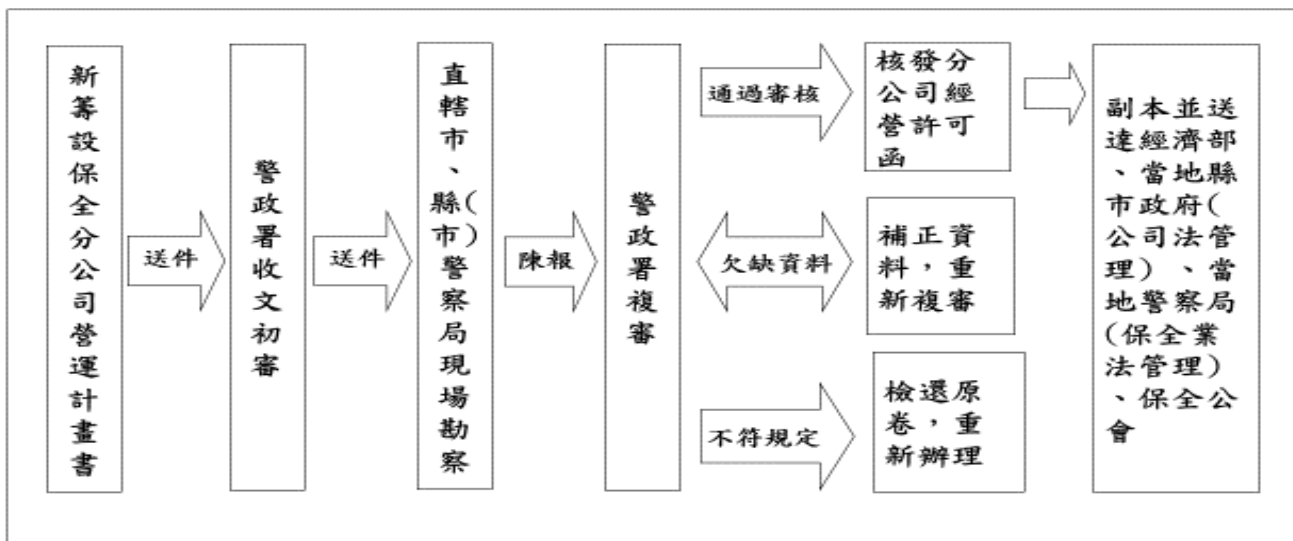 新籌設保全分公司營運計畫書
送件
警政署收文初審
送件
直轄市、縣(市)警察局現場勘察
陳報
警政署複審
通過審核
核發分
公司經
營許可
函
欠缺資料
補正資
料，重
新複審
不符規定
檢還原
卷，重
新辦理
副本並送
達經濟部
、當地縣
市政府(
公司法管
理)、當
地警察局
(保全業
法管理)
、保全公
會